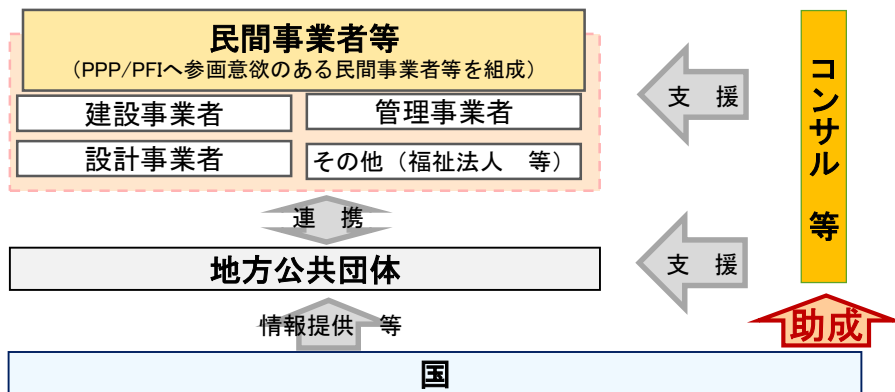 民間事業者等
（PPP/PFIへ参画意欲のある民間事業者等を組成）
建設事業者
管理事業者
設計事業者
その他（福祉法人　等）
支　援
コンサル　等
連　携
地方公共団体
支　援
情報提供　等
助成
国